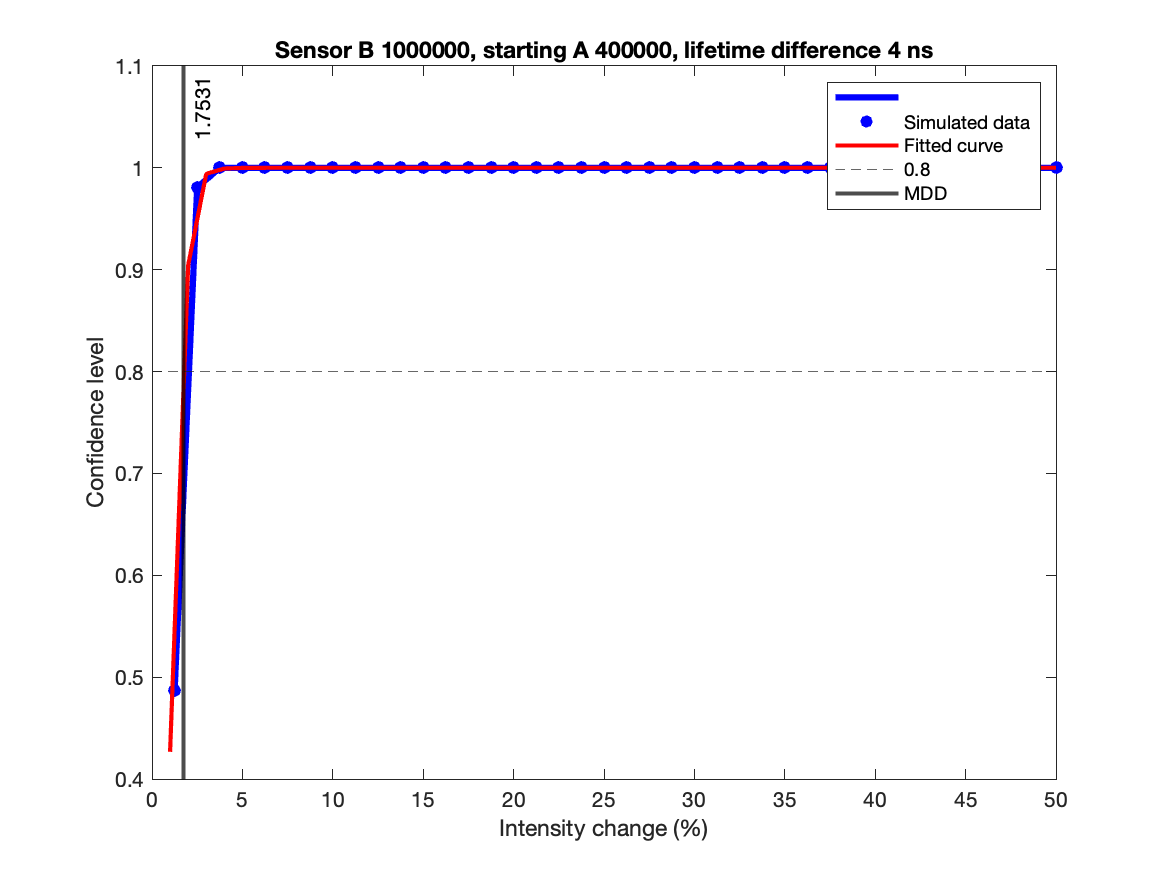 Sensor B 1000000, starting A 400000, lifetime difference 4 ns
1.1
1
0.9
0.8
0.7
0.6
0.5
0.4
Confidence level
1.7531
Simulated data
Fitted curve
0.8
MDD
0 5 10 15 20 25 30 35 40 45 50
Intensity change (%)